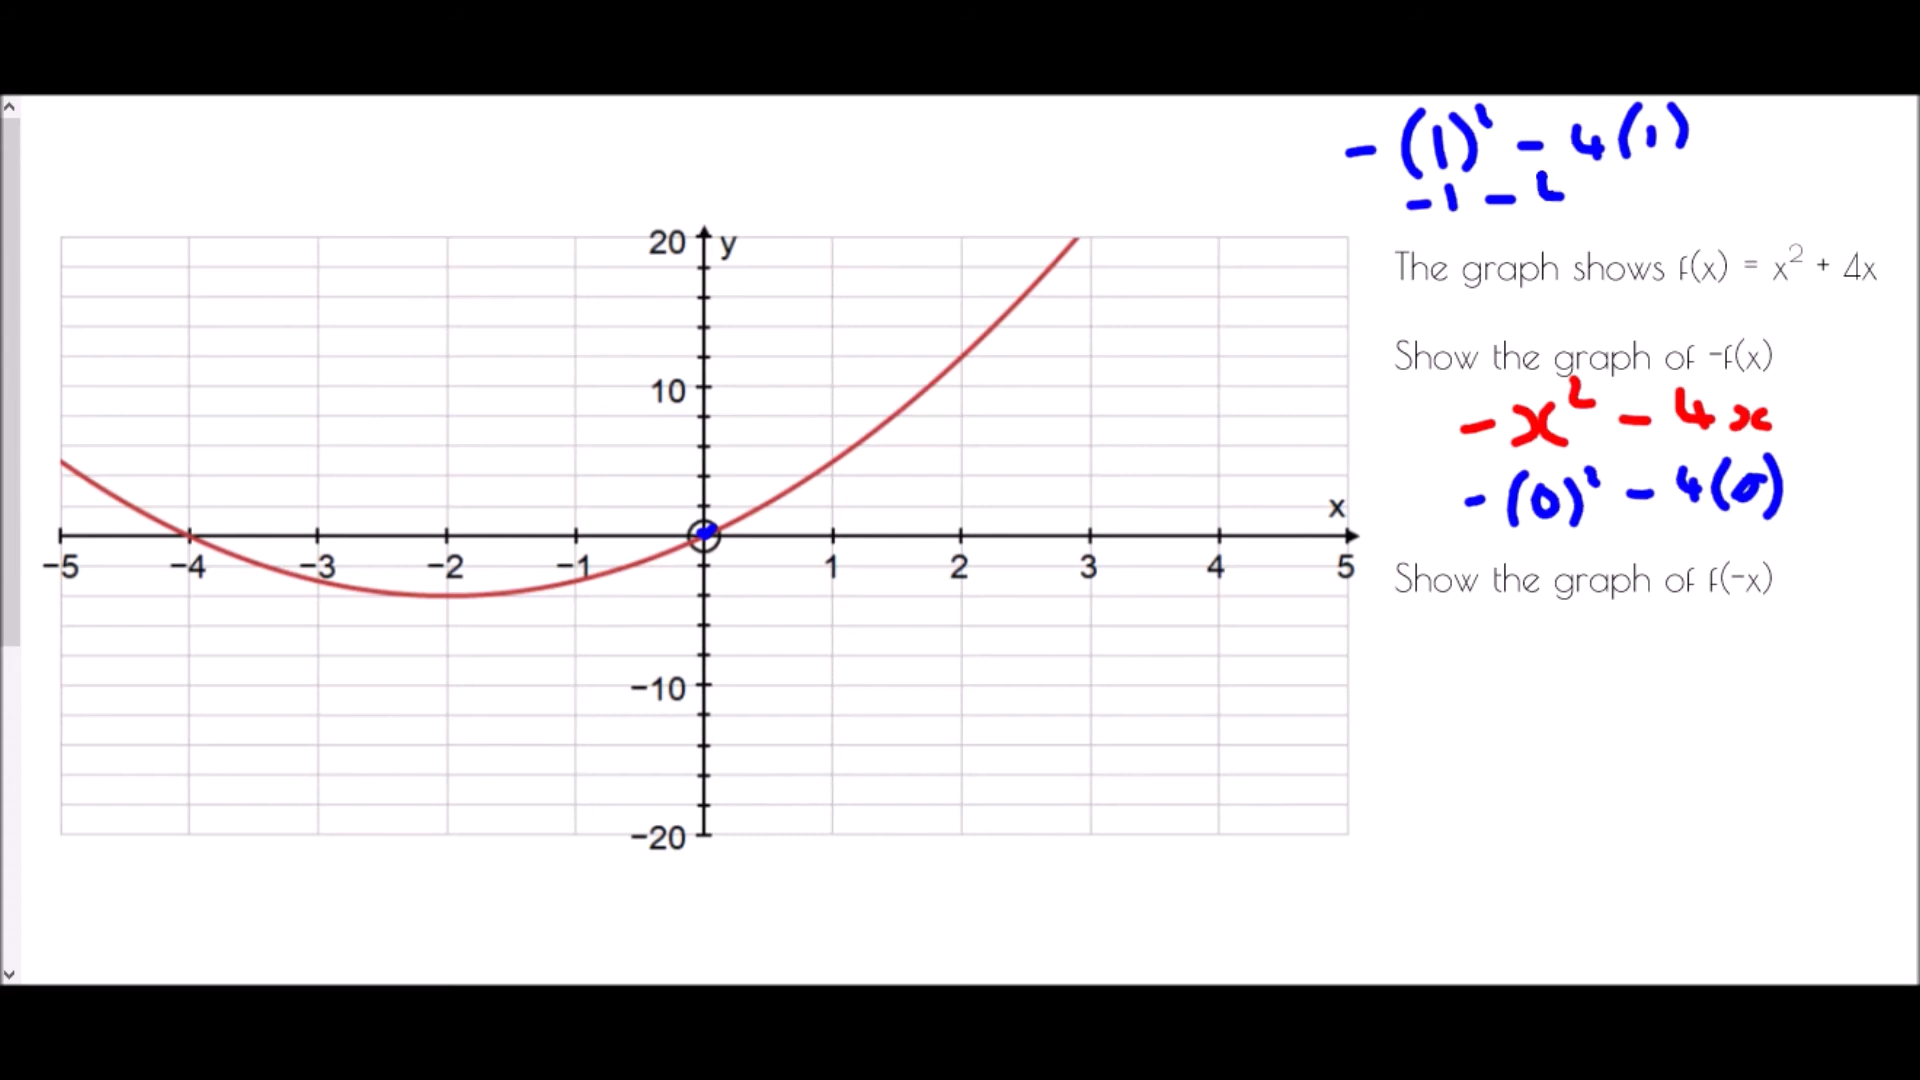 -(1)² - 4(1)
-1 - 4
The graph shows f(x) = x² + 4x
Show the graph of -f(x)
-x² - 4x
-(0)² - 4(0)
Show the graph of f(-x)
20 y
10
x
-5 -4 -3 -2 -1 1 2 3 4 5
-10
-20